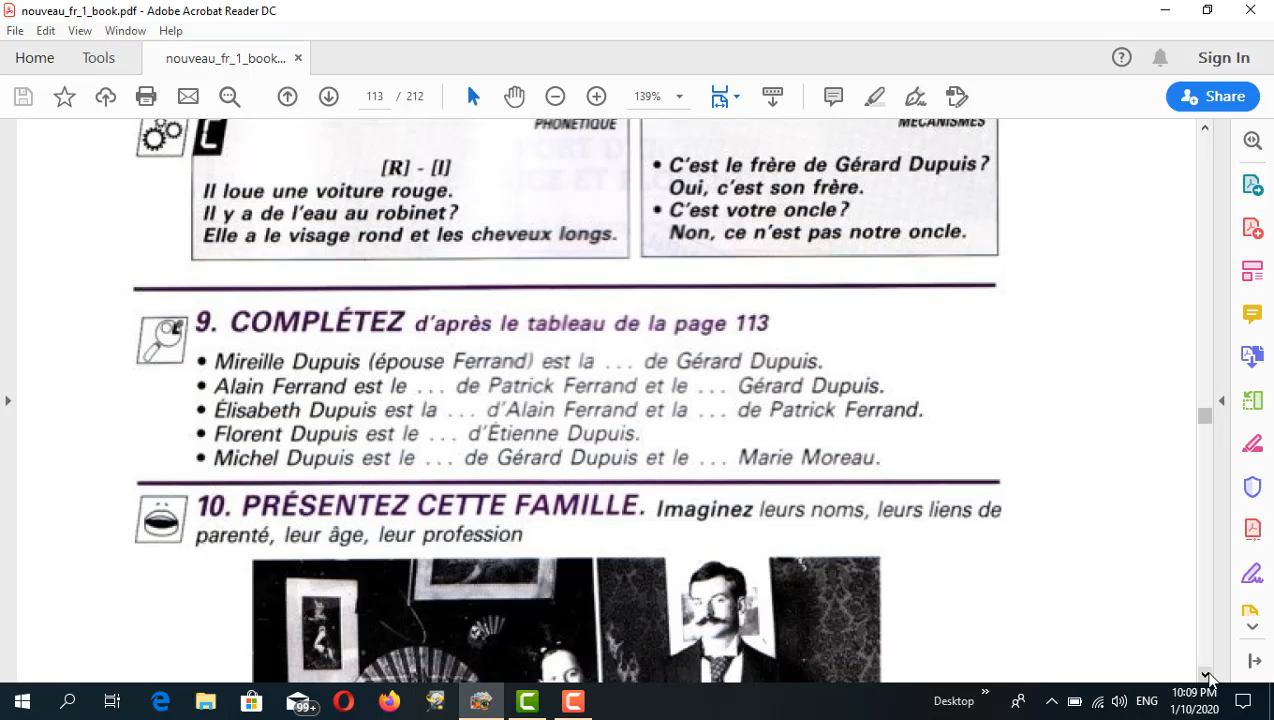 nouveau_fr_1_book.pdf - Adobe Acrobat Reader DC
File Edit View Window Help
Home Tools nouveau_fr_1_book... × Sign In
113 / 212 139% Share
PHONÉTIQUE
MÉCANISMES
[R] - [l]
Il loue une voiture rouge.
Il y a de l'eau au robinet?
Elle a le visage rond et les cheveux longs.
• C'est le frère de Gérard Dupuis?
Oui, c'est son frère.
• C'est votre oncle?
Non, ce n'est pas notre oncle.
9. COMPLÉTEZ d'après le tableau de la page 113
• Mireille Dupuis (épouse Ferrand) est la ... de Gérard Dupuis.
• Alain Ferrand est le ... de Patrick Ferrand et le ... Gérard Dupuis.
• Élisabeth Dupuis est la ... d'Alain Ferrand et la ... de Patrick Ferrand.
• Florent Dupuis est le ... d'Étienne Dupuis.
• Michel Dupuis est le ... de Gérard Dupuis et le ... Marie Moreau.
10. PRÉSENTEZ CETTE FAMILLE. Imaginez leurs noms, leurs liens de
parenté, leur âge, leur profession
99+ Desktop » ENG 10:09 PM
1/10/2020